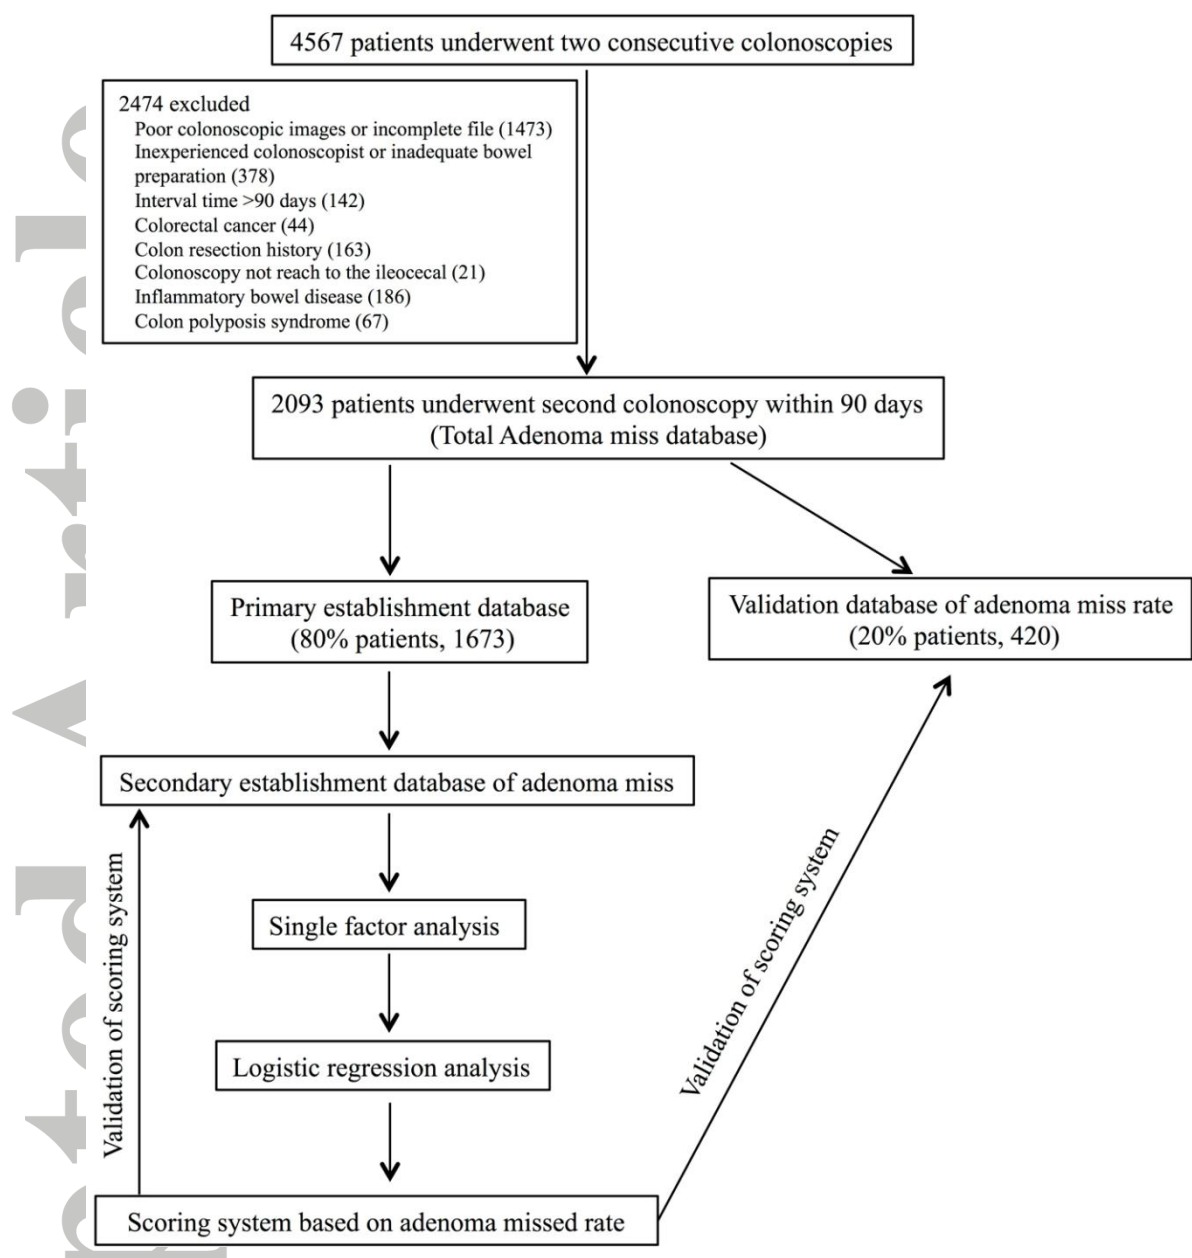 4567 patients underwent two consecutive colonoscopies
2474 excluded
Poor colonoscopic images or incomplete file (1473)
Inexperienced colonoscopist or inadequate bowel
preparation (378)
Interval time >90 days (142)
Colorectal cancer (44)
Colon resection history (163)
Colonoscopy not reach to the ileocecal (21)
Inflammatory bowel disease (186)
Colon polyposis syndrome (67)
2093 patients underwent second colonoscopy within 90 days
(Total Adenoma miss database)
Primary establishment database
(80% patients, 1673)
Validation database of adenoma miss rate
(20% patients, 420)
Secondary establishment database of adenoma miss
Validation of scoring system
Single factor analysis
Validation of scoring system
Logistic regression analysis
Scoring system based on adenoma missed rate